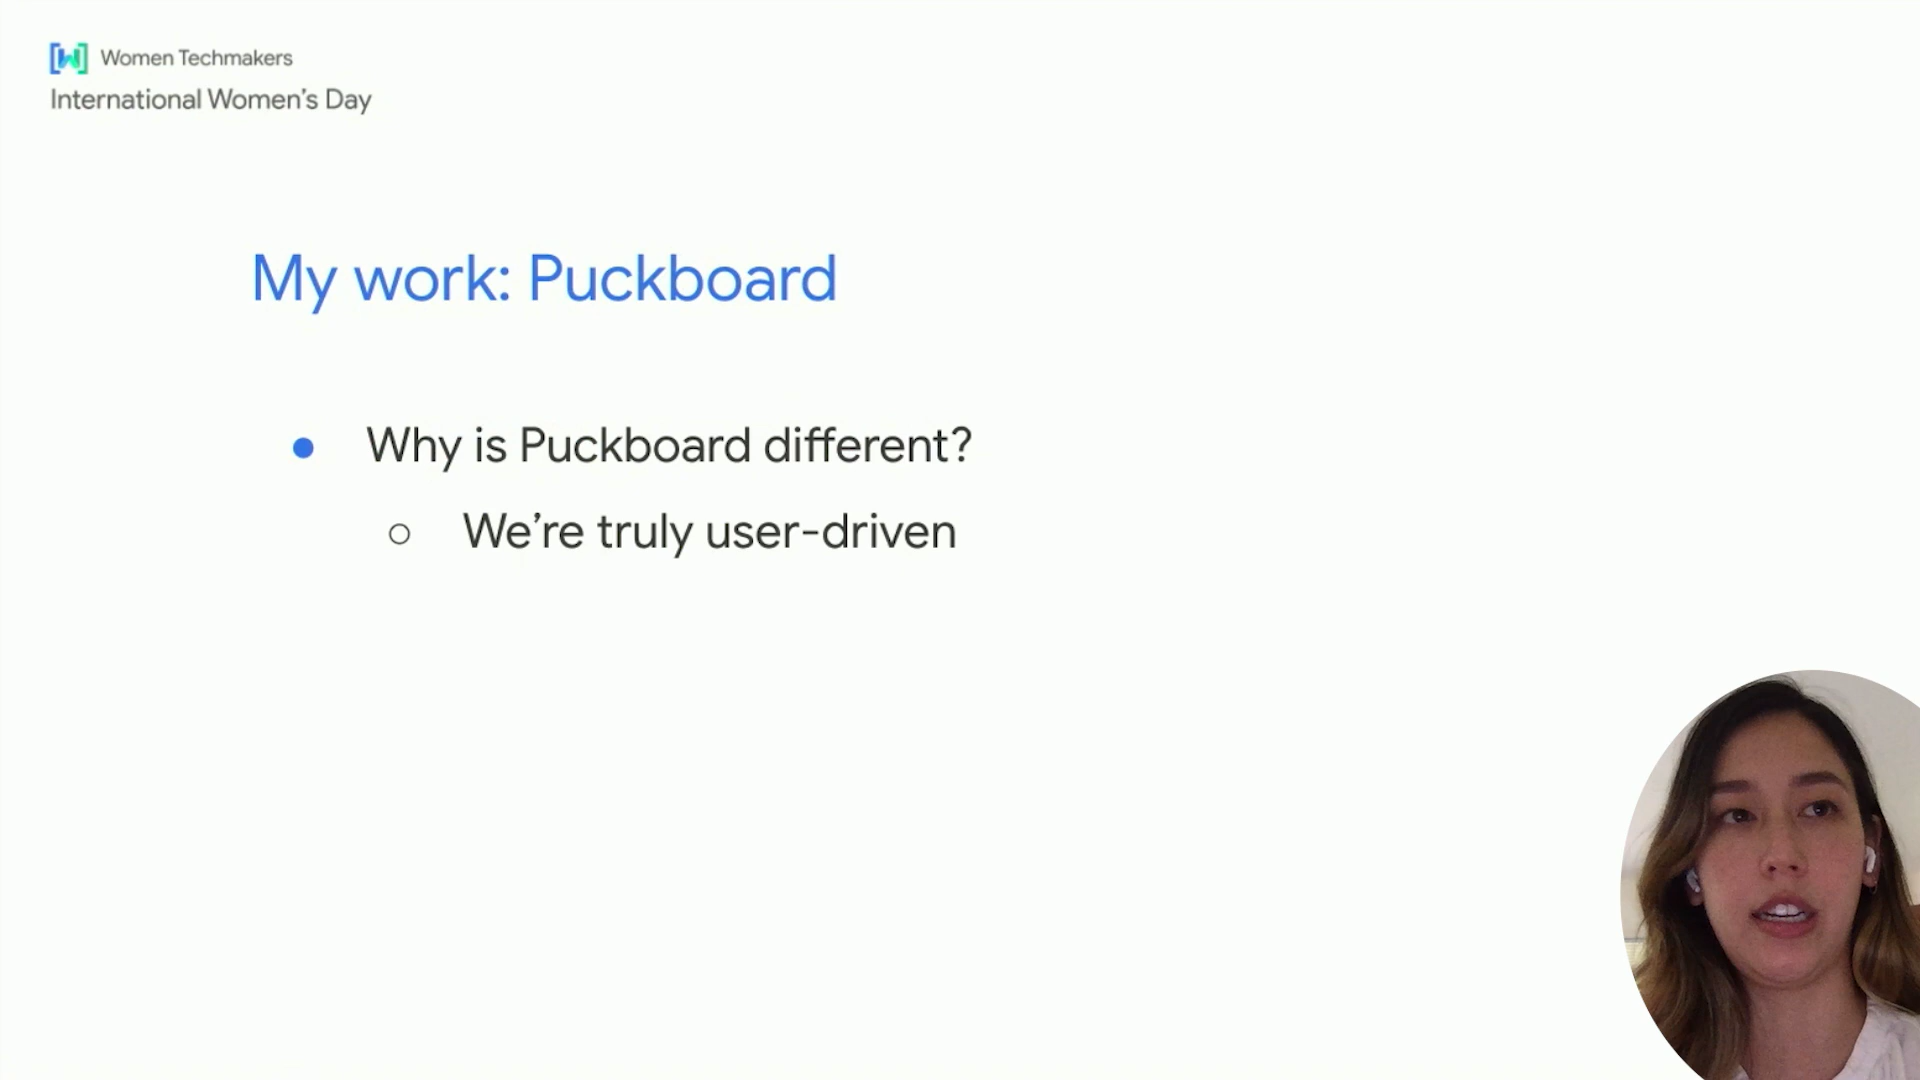 Women Techmakers
International Women's Day
My work: Puckboard
● Why is Puckboard different?
○ We're truly user-driven